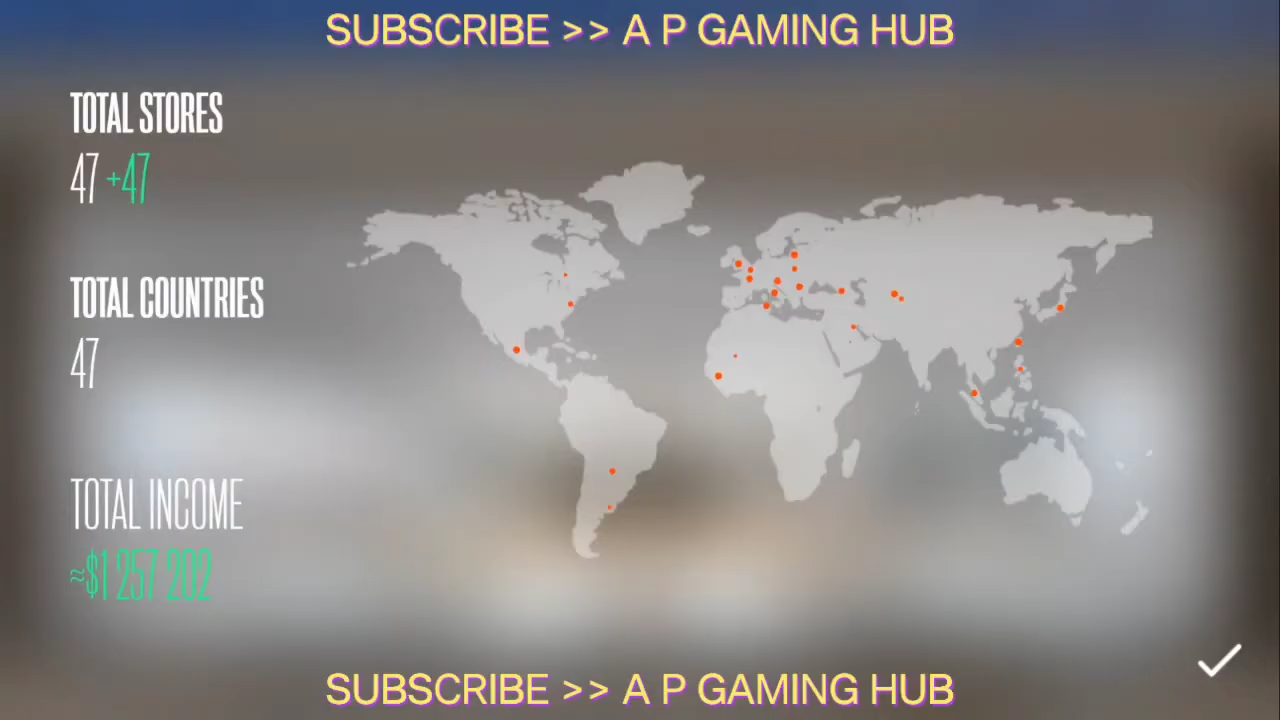 SUBSCRIBE >> A P GAMING HUB
TOTAL STORES
47 +47
TOTAL COUNTRIES
47
TOTAL INCOME
≈$1 257 202
SUBSCRIBE >> A P GAMING HUB